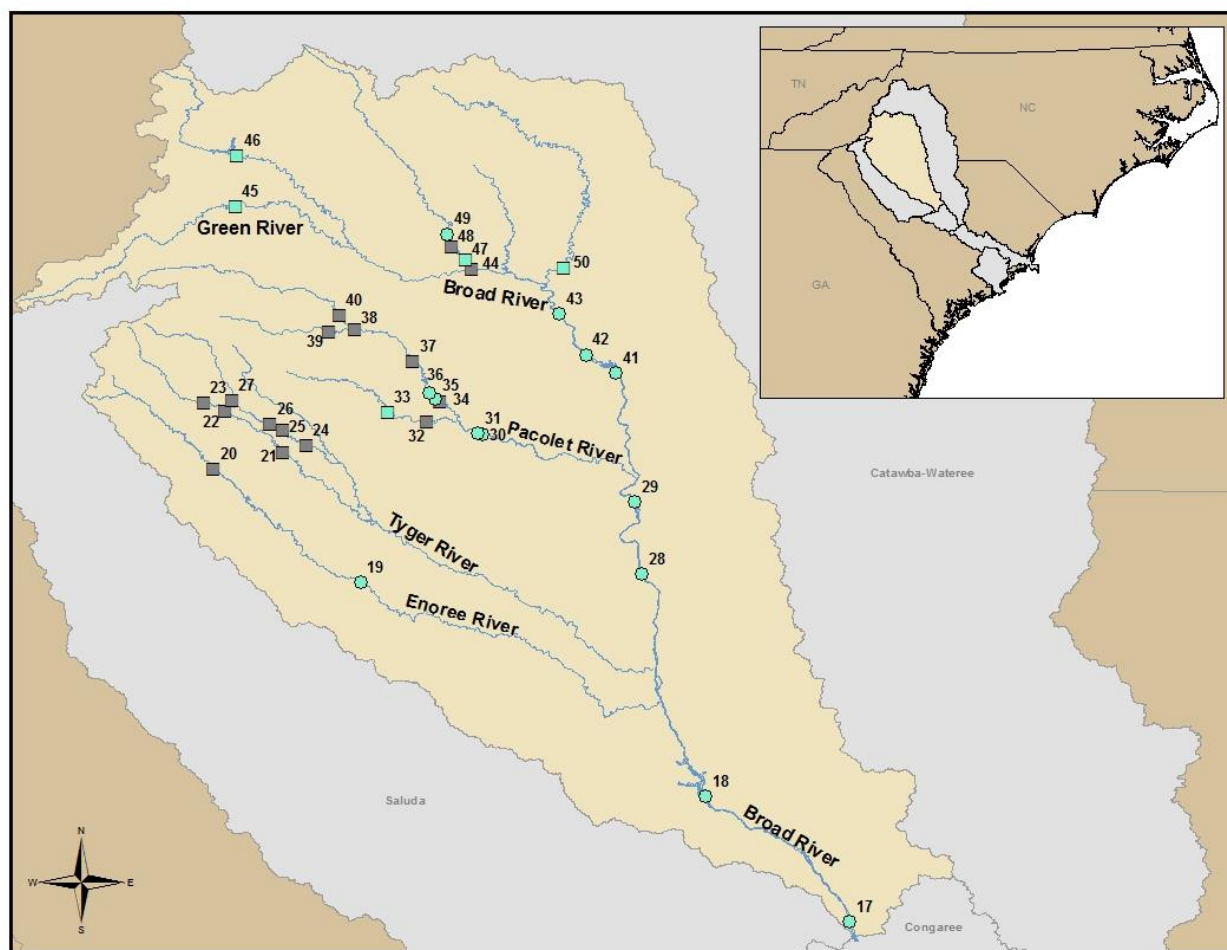 TN
NC
GA
46
45
Green River
49
48
47
44
50
Broad River
43
42
41
40
39
38
37
36
35
34
33
32
31
30
Pacolet River
23
27
22
26
25
24
21
20
29
28
Catawba-Wateree
Tyger River
19
Enoree River
Saluda
18
Broad River
17
Congaree
N
W
E
S